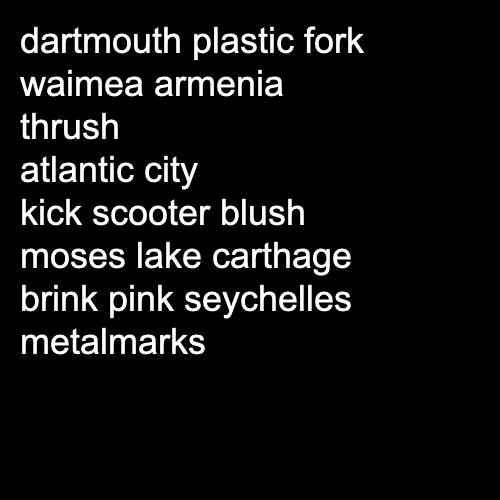 dartmouth plastic fork
waimea armenia
thrush
atlantic city
kick scooter blush
moses lake carthage
brink pink seychelles
metalmarks